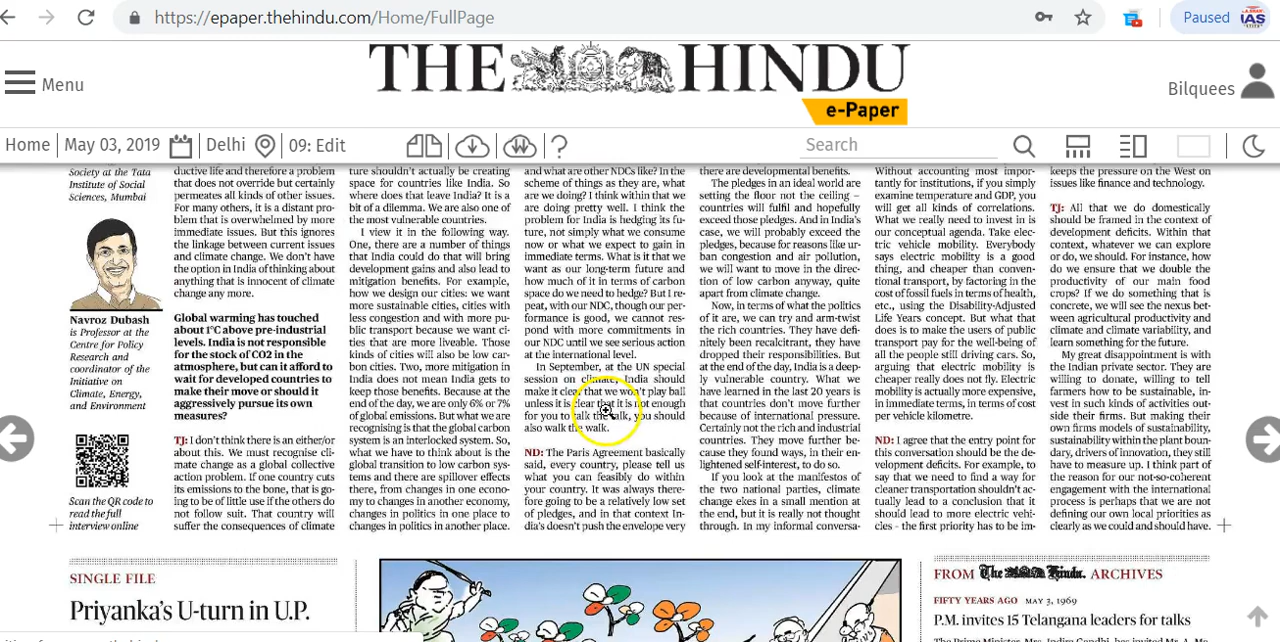 https://epaper.thehindu.com/Home/FullPage
Paused
IAS
Menu
THE HINDU
e-Paper
Bilquees
Home
May 03, 2019
Delhi
09: Edit
?
Search
Society at the Tata
Institute of Social
Sciences, Mumbai
Navroz Dubash
is Professor at the
Centre for Policy
Research and
coordinator of the
Initiative on
Climate, Energy,
and Environment
Scan the QR code to
read the full
interview online
ductive life and therefore a problem
that does not override but certainly
permeates all kinds of other issues.
For many others, it is a distant pro-
blem that is overwhelmed by more
immediate issues. But this ignores
the linkage between current issues
and climate change. We don't have
the option in India of thinking about
anything that is innocent of climate
change any more.
Global warming has touched
about 1°C above pre-industrial
levels. India is not responsible
for the stock of CO2 in the
atmosphere, but can it afford to
wait for developed countries to
make their move or should it
aggressively pursue its own
measures?
TJ: I don't think there is an either/or
about this. We must recognise cli-
mate change as a global collective
action problem. If one country cuts
its emissions to the bone, that is go-
ing to be of little use if the others do
not follow suit. That country will
suffer the consequences of climate
ture shouldn't actually be creating
space for countries like India. So
where does that leave India? It is a
bit of a dilemma. We are also one of
the most vulnerable countries.
I view it in the following way.
One, there are a number of things
that India could do that will bring
development gains and also lead to
mitigation benefits. For example,
how we design our cities: we want
more sustainable cities, cities with
less congestion and with more pu-
blic transport because we want ci-
ties that are more liveable. Those
kinds of cities will also be low car-
bon cities. Two, more mitigation in
India does not mean India gets to
keep those benefits. Because at the
end of the day, we are only 6% or 7%
of global emissions. But what we are
recognising is that the global carbon
system is an interlocked system. So,
what we have to think about is the
global transition to low carbon sys-
tems and there are spillover effects
there, from changes in one econo-
my to changes in another economy,
changes in politics in one place to
changes in politics in another place.
and what are other NDCs like? In the
scheme of things as they are, what
are we doing? I think within that we
are doing pretty well. I think the
problem for India is hedging its fu-
ture, not simply what we consume
now or what we expect to gain in
immediate terms. What is it that we
want as our long-term future and
how much of it in terms of carbon
space do we need to hedge? But I re-
peat, with our NDC, though our per-
formance is good, we cannot res-
pond with more commitments in
our NDC until we see serious action
at the international level.
In September, at the UN special
session on climate, India should
make it clear that we won't play ball
unless it is clear that it is not enough
for you to talk the talk, you should
also walk the walk.
ND: The Paris Agreement basically
said, every country, please tell us
what you can feasibly do within
your country. It was always there-
fore going to be a relatively low set
of pledges, and in that context In-
dia's doesn't push the envelope very
there are developmental benefits.
The pledges in an ideal world are
setting the floor not the ceiling –
countries will fulfil and hopefully
exceed those pledges. And in India's
case, we will probably exceed the
pledges, because for reasons like ur-
ban congestion and air pollution,
we will want to move in the direc-
tion of low carbon anyway, quite
apart from climate change.
Now, in terms of what the politics
of it are, we can try and arm-twist
the rich countries. They have defi-
nitely been recalcitrant, they have
dropped their responsibilities. But
at the end of the day, India is a deep-
ly vulnerable country. What we
have learned in the last 20 years is
that countries don't move further
because of international pressure.
Certainly not the rich and industrial
countries. They move further be-
cause they found ways, in their en-
lightened self-interest, to do so.
If you look at the manifestos of
the two national parties, climate
change ekes in a small mention at
the end, but it is really not thought
through. In my informal conversa-
Without accounting most impor-
tantly for institutions, if you simply
examine temperature and GDP, you
will get all kinds of correlations.
What we really need to invest in is
our conceptual agenda. Take elec-
tric vehicle mobility. Everybody
says electric mobility is a good
thing, and cheaper than conven-
tional transport, by factoring in the
cost of fossil fuels in terms of health,
etc., using the Disability-Adjusted
Life Years concept. But what that
does is to make the users of public
transport pay for the well-being of
all the people still driving cars. So,
arguing that electric mobility is
cheaper really does not fly. Electric
mobility is actually more expensive,
in immediate terms, in terms of cost
per vehicle kilometre.
ND: I agree that the entry point for
this conversation should be the de-
velopment deficits. For example, to
say that we need to find a way for
cleaner transportation shouldn't ac-
tually lead to a conclusion that it
should lead to more electric vehi-
cles – the first priority has to be im-
keeps the pressure on the West on
issues like finance and technology.
TJ: All that we do domestically
should be framed in the context of
development deficits. Within that
context, whatever we can explore
or do, we should. For instance, how
do we ensure that we double the
productivity of our main food
crops? If we do something that is
concrete, we will see the nexus bet-
ween agricultural productivity and
climate and climate variability, and
learn something for the future.
My great disappointment is with
the Indian private sector. They are
willing to donate, willing to tell
farmers how to be sustainable, in-
vest in such kinds of activities out-
side their firms. But making their
own firms models of sustainability,
sustainability within the plant boun-
dary, drivers of innovation, they still
have to measure up. I think part of
the reason for our not-so-coherent
engagement with the international
process is perhaps that we are not
defining our own local priorities as
clearly as we could and should have.
SINGLE FILE
Priyanka's U-turn in U.P.
FROM The Hindu. ARCHIVES
FIFTY YEARS AGO MAY 3, 1969
P.M. invites 15 Telangana leaders for talks